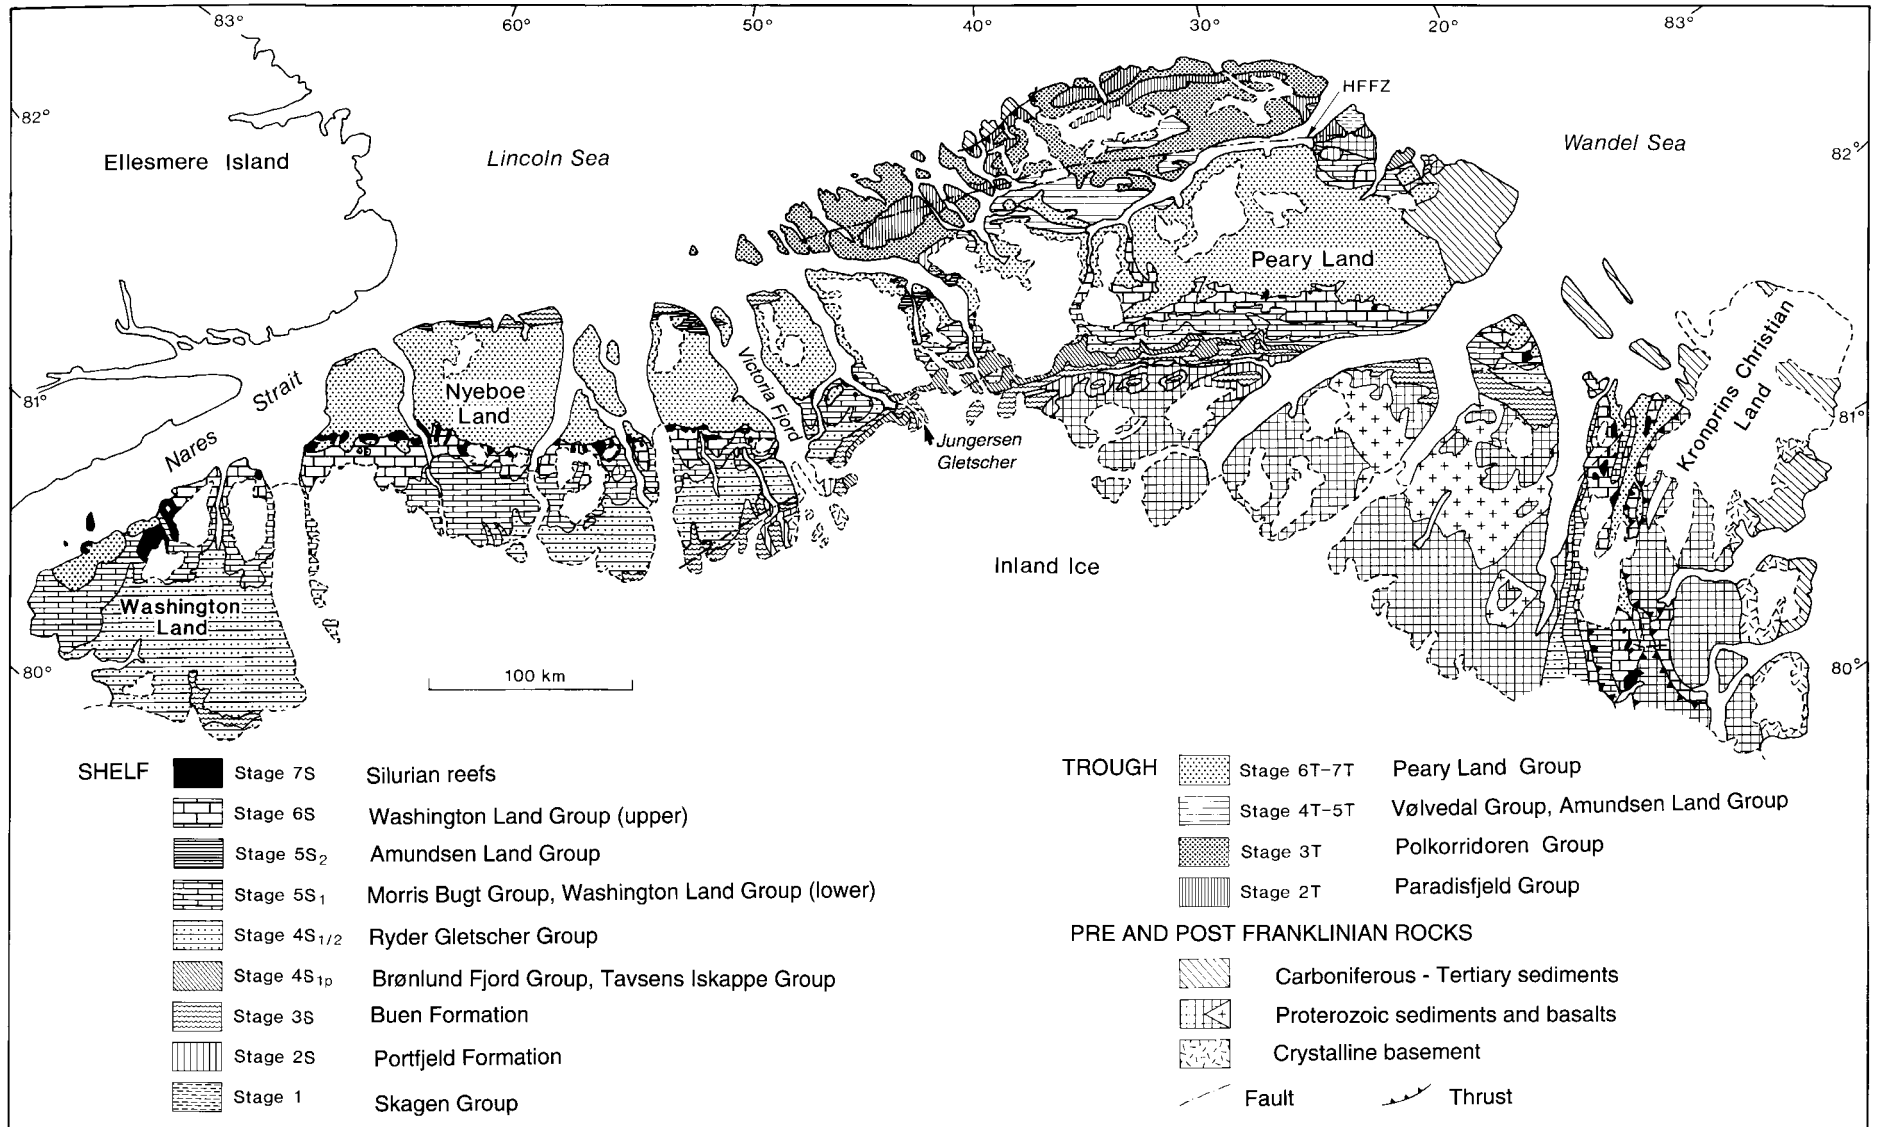 83° 60° 50° 40° 30° 20° 83°
HFFZ
82°
Ellesmere Island
Lincoln Sea
Wandel Sea
82°
Peary Land
Kronprins Christian
Land
Nyeboe
Land
Victoria Fjord
81°
Nares Strait
81°
Jungersen
Gletscher
Inland Ice
Washington
Land
80°
100 km
80°
SHELF
Stage 7S Silurian reefs
Stage 6S Washington Land Group (upper)
Stage 5S₂ Amundsen Land Group
Stage 5S₁ Morris Bugt Group, Washington Land Group (lower)
Stage 4S₁/₂ Ryder Gletscher Group
Stage 4S₁ₚ Brønlund Fjord Group, Tavsens Iskappe Group
Stage 3S Buen Formation
Stage 2S Portfjeld Formation
Stage 1 Skagen Group
TROUGH
Stage 6T-7T Peary Land Group
Stage 4T-5T Vølvedal Group, Amundsen Land Group
Stage 3T Polkorridoren Group
Stage 2T Paradisfjeld Group
PRE AND POST FRANKLINIAN ROCKS
Carboniferous - Tertiary sediments
Proterozoic sediments and basalts
Crystalline basement
Fault Thrust